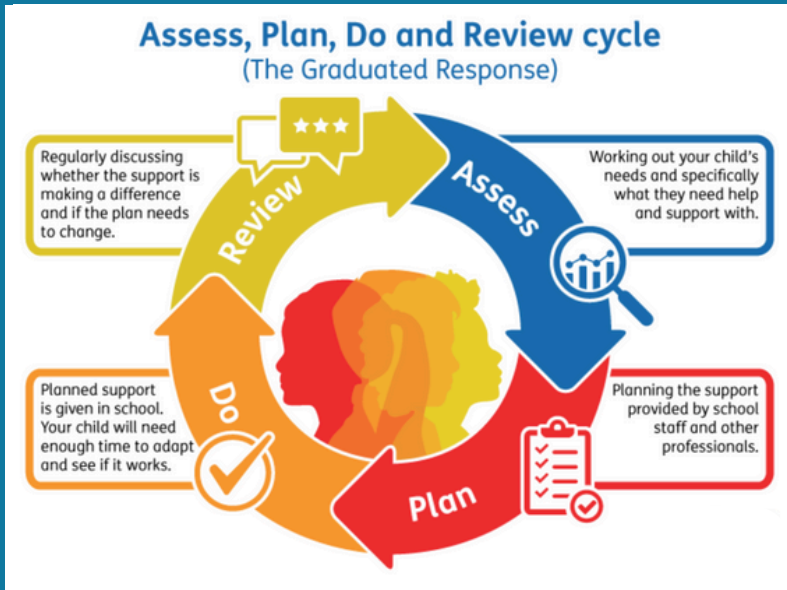 Assess, Plan, Do and Review cycle
(The Graduated Response)
Regularly discussing
whether the support is
making a difference
and if the plan needs
to change.
Review
Assess
Working out your child's
needs and specifically
what they need help
and support with.
Planned support
is given in school.
Your child will need
enough time to adapt
and see if it works.
Do
Plan
Planning the support
provided by school
staff and other
professionals.